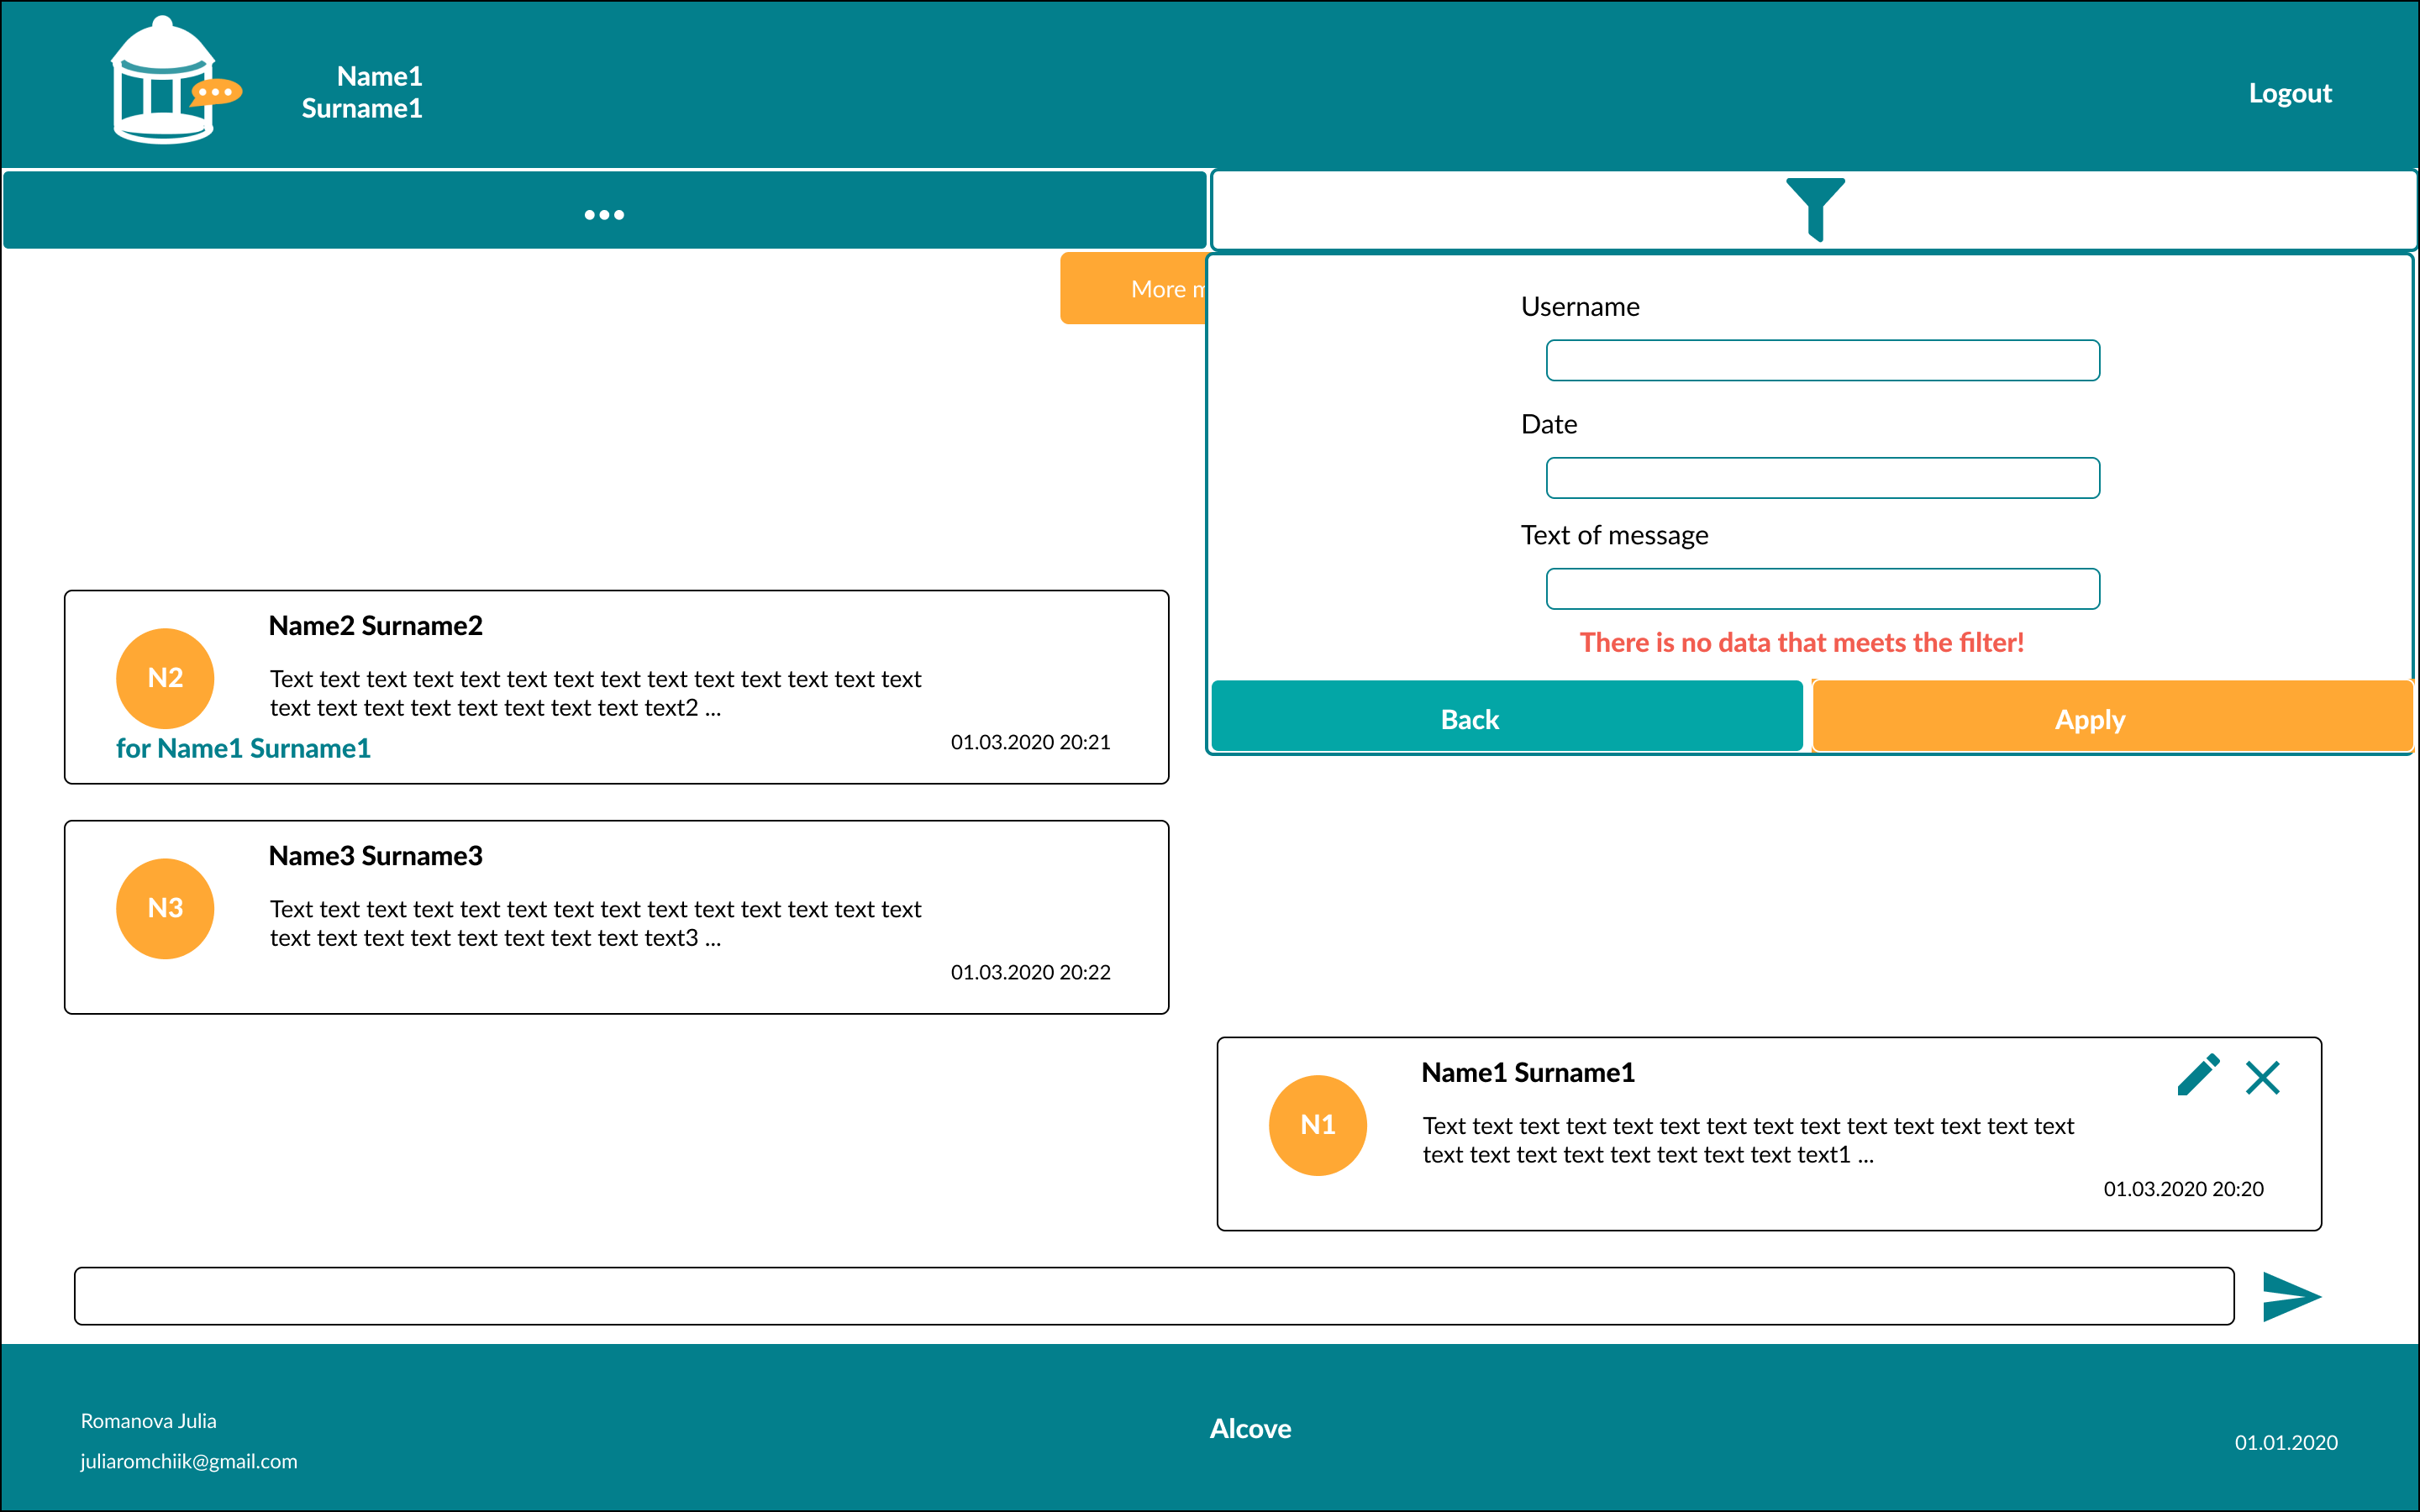 Name1
Surname1
Logout
More
Username
Date
Text of message
There is no data that meets the filter!
Back
Apply
Name2 Surname2
N2
Text text text text text text text text text text text text text text
text text text text text text text text text2 ...
for Name1 Surname1
01.03.2020 20:21
Name3 Surname3
N3
Text text text text text text text text text text text text text text
text text text text text text text text text3 ...
01.03.2020 20:22
Name1 Surname1
N1
Text text text text text text text text text text text text text text
text text text text text text text text text1 ...
01.03.2020 20:20
Romanova Julia
juliaromchiik@gmail.com
Alcove
01.01.2020